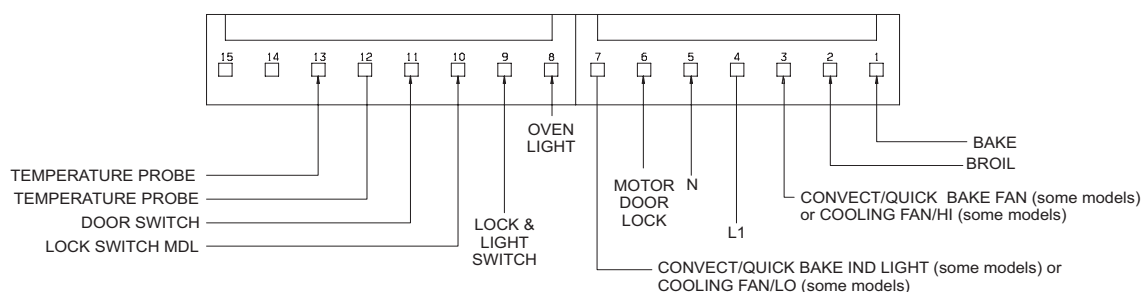 15 14 13 12 11 10 9 8 7 6 5 4 3 2 1
OVEN
LIGHT
BAKE
BROIL
TEMPERATURE PROBE
TEMPERATURE PROBE
DOOR SWITCH
LOCK SWITCH MDL
LOCK &
LIGHT
SWITCH
MOTOR
DOOR
LOCK
N
L1
CONVECT/QUICK BAKE FAN (some models)
or COOLING FAN/HI (some models)
CONVECT/QUICK BAKE IND LIGHT (some models) or
COOLING FAN/LO (some models)